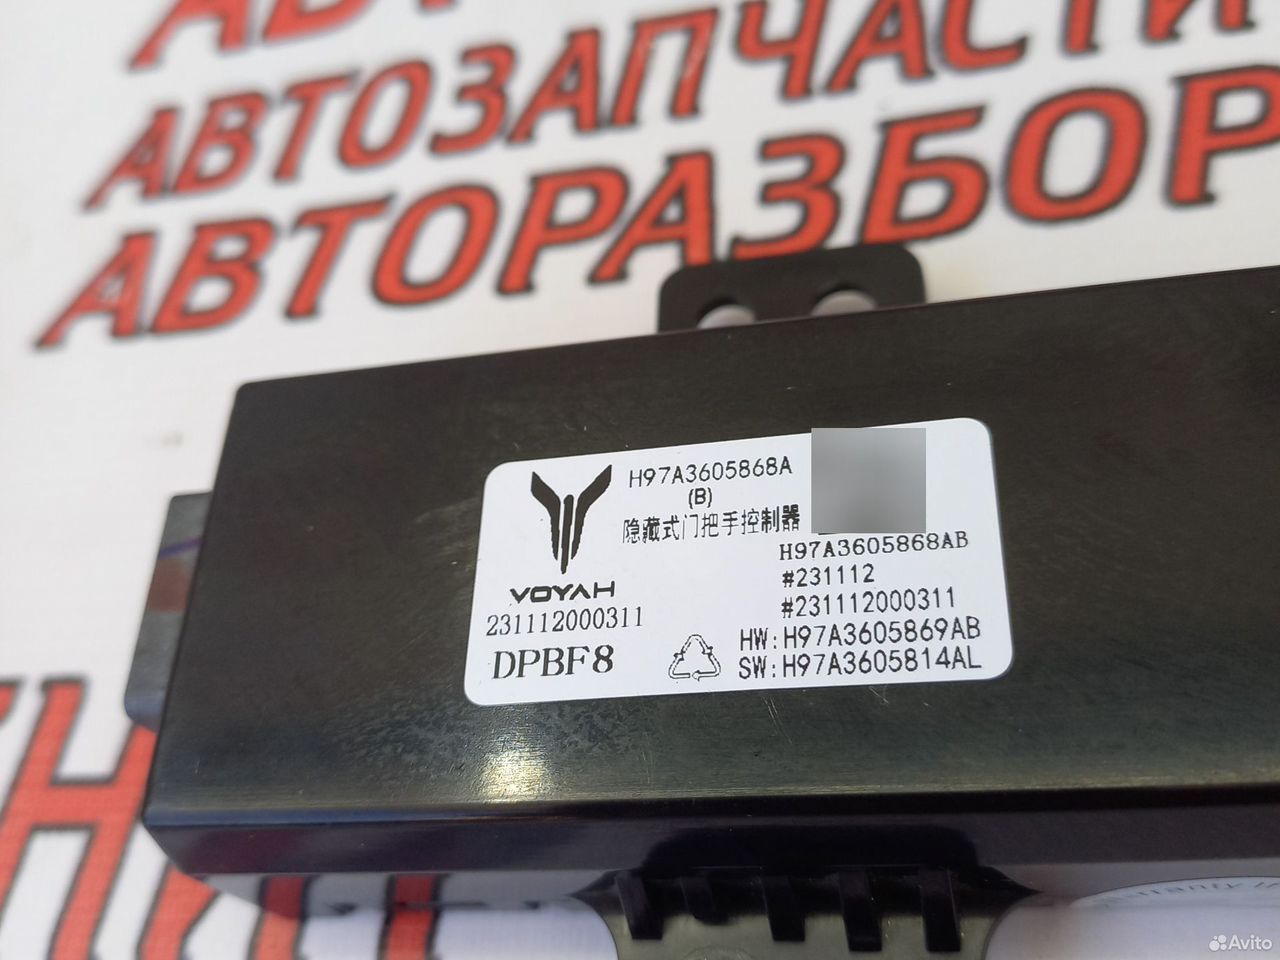 АВТОЗАПЧАСТИ
АВТОРАЗБОР
H97A3605868A
(B)
隐藏式门把手控制器
VOYAH
231112000311
DPBF8
H97A3605868AB
#231112
#231112000311
HW:H97A3605869AB
SW:H97A3605814AL
Avito